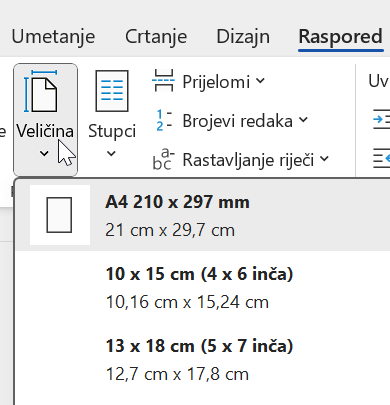 Umetanje Crtanje Dizajn Raspored
Veličina
Stupci
Prijelomi
Brojevi redaka
Rastavljanje riječi
Uv
A4 210 x 297 mm
21 cm x 29,7 cm
10 x 15 cm (4 x 6 inča)
10,16 cm x 15,24 cm
13 x 18 cm (5 x 7 inča)
12,7 cm x 17,8 cm